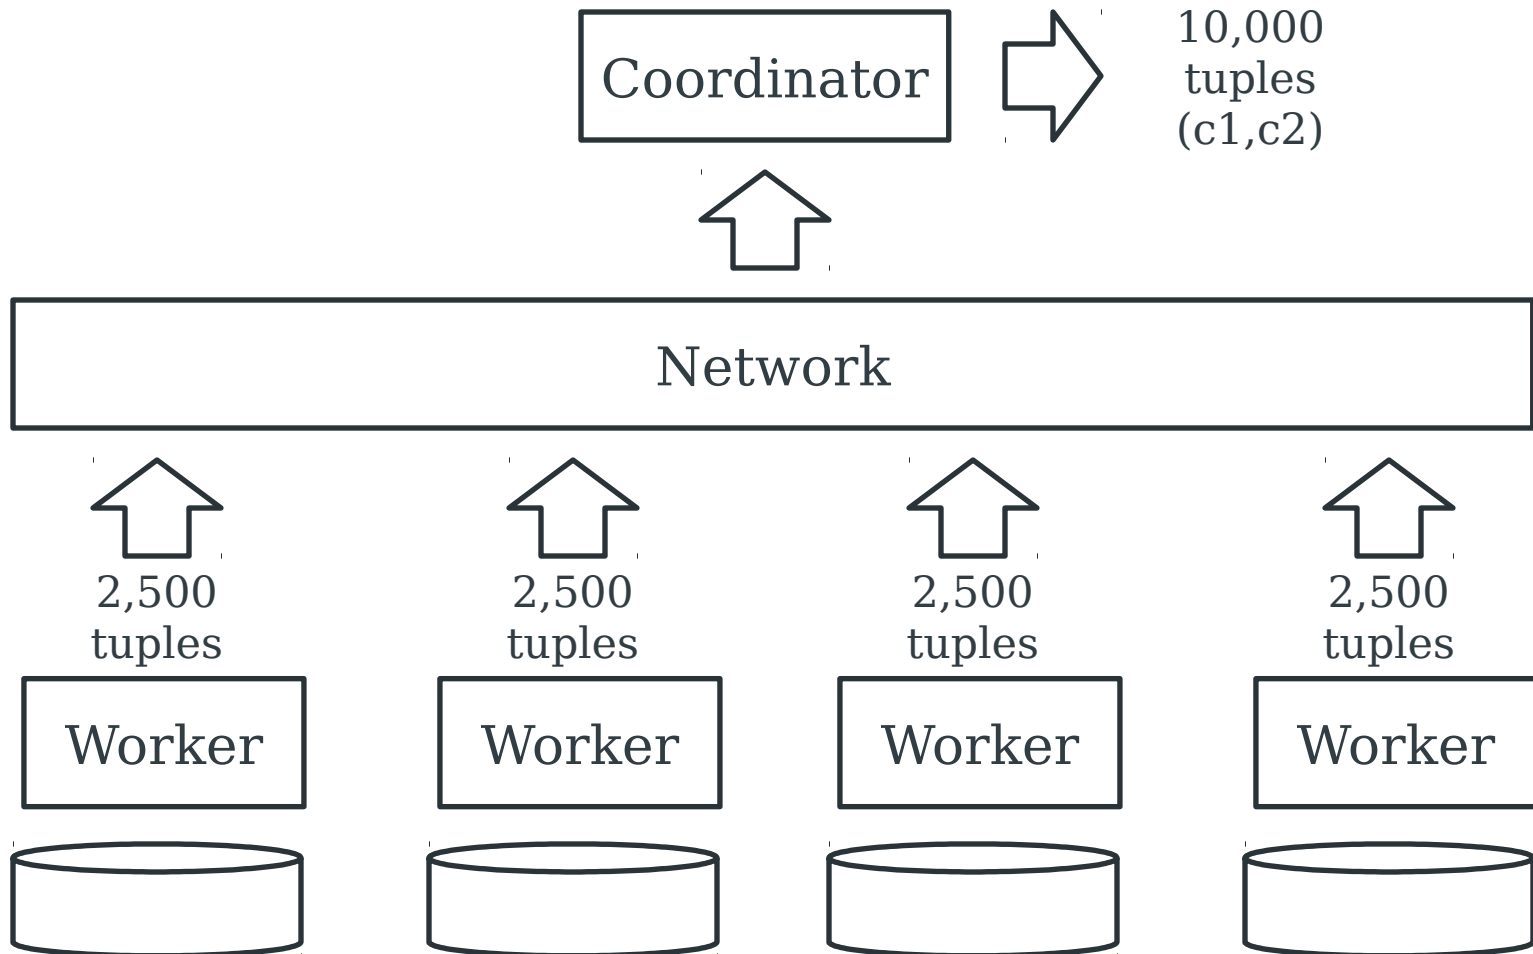 Coordinator
10,000
tuples
(c1,c2)
Network
2,500
tuples
2,500
tuples
2,500
tuples
2,500
tuples
Worker
Worker
Worker
Worker